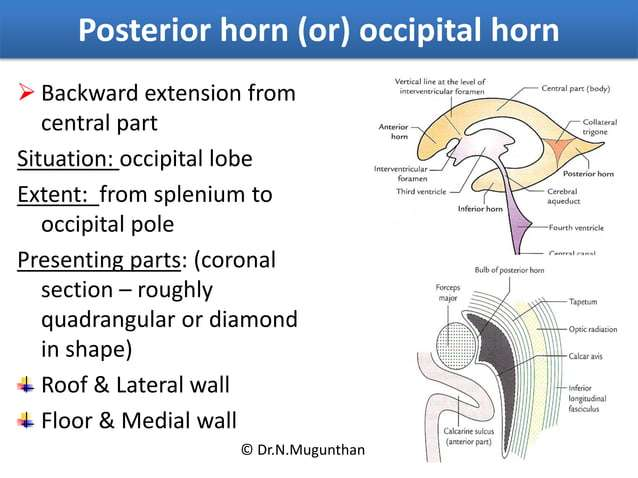 Posterior horn (or) occipital horn
Backward extension from
central part
Situation: occipital lobe
Extent: from splenium to
occipital pole
Presenting parts: (coronal
section – roughly
quadrangular or diamond
in shape)
Roof & Lateral wall
Floor & Medial wall
© Dr.N.Mugunthan
Vertical line at the level of
interventricular foramen
Central part (body)
Anterior
horn
Collateral
trigone
Interventricular
foramen
Posterior horn
Third ventricle
Cerebral
aqueduct
Inferior horn
Fourth ventricle
Central canal
Bulb of posterior horn
Forceps
major
Tapetum
Optic radiation
Calcar avis
Inferior
longitudinal
fasciculus
Calcarine sulcus
(anterior part)